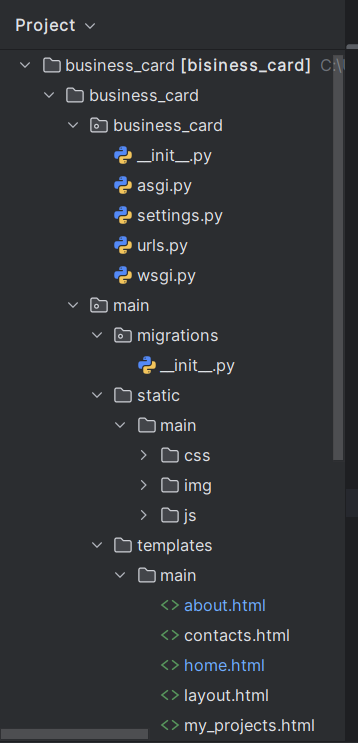 Project
business_card [bisiness_card] C:\
business_card
business_card
__init__.py
asgi.py
settings.py
urls.py
wsgi.py
main
migrations
__init__.py
static
main
css
img
js
templates
main
about.html
contacts.html
home.html
layout.html
my_projects.html